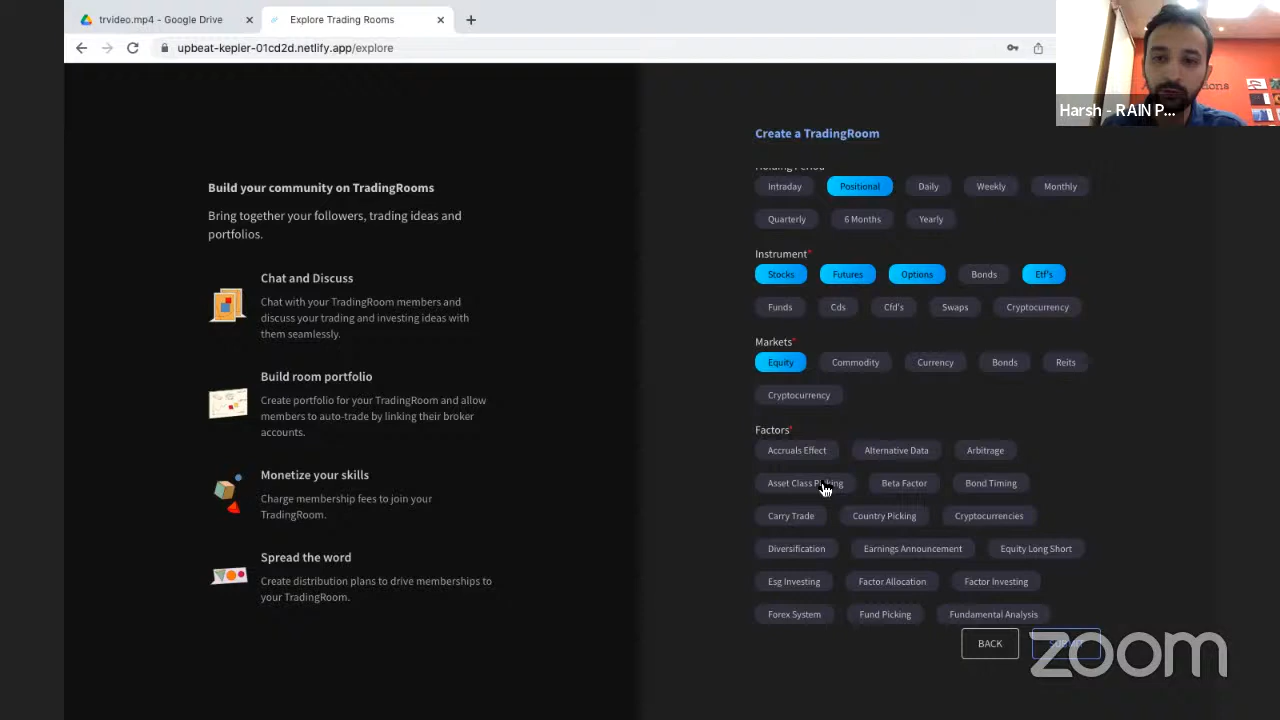 trvideo.mp4 - Google Drive
Explore Trading Rooms
upbeat-kepler-01cd2d.netlify.app/explore
Harsh - RAIN P...
Build your community on TradingRooms
Bring together your followers, trading ideas and
portfolios.
Chat and Discuss
Chat with your TradingRoom members and
discuss your trading and investing ideas with
them seamlessly.
Build room portfolio
Create portfolio for your TradingRoom and allow
members to auto-trade by linking their broker
accounts.
Monetize your skills
Charge membership fees to join your
TradingRoom.
Spread the word
Create distribution plans to drive memberships to
your TradingRoom.
Create a TradingRoom
Holding Period
Intraday Positional Daily Weekly Monthly
Quarterly 6 Months Yearly
Instrument*
Stocks Futures Options Bonds Etf's
Funds Cds Cfd's Swaps Cryptocurrency
Markets*
Equity Commodity Currency Bonds Reits
Cryptocurrency
Factors*
Accruals Effect Alternative Data Arbitrage
Asset Class Picking Beta Factor Bond Timing
Carry Trade Country Picking Cryptocurrencies
Diversification Earnings Announcement Equity Long Short
Esg Investing Factor Allocation Factor Investing
Forex System Fund Picking Fundamental Analysis
BACK
zoom